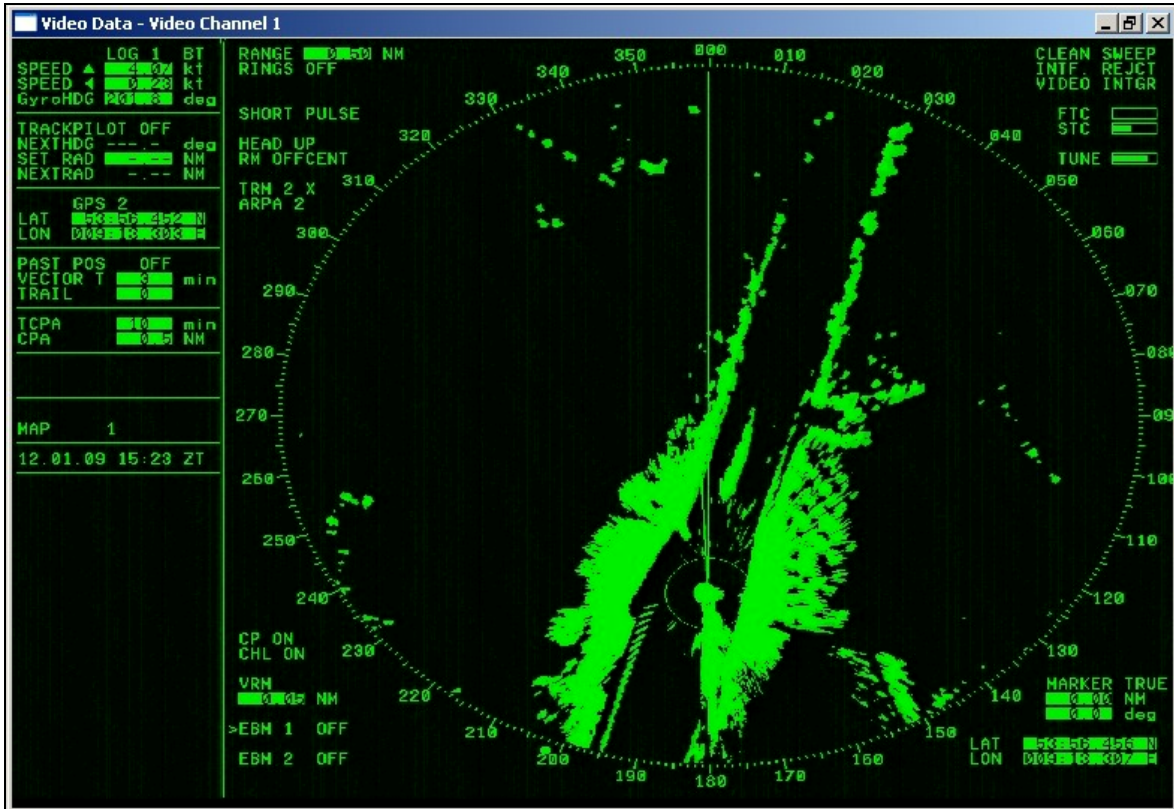 Video Data - Video Channel 1
LOG 1 BT
SPEED ▲ 4.07 kt
SPEED ◀ 0.23 kt
GyroHDG 201.8 deg
TRACKPILOT OFF
NEXTHDG ---.- deg
SET RAD -.-- NM
NEXTRAD -.-- NM
GPS 2
LAT 53:56.452 N
LON 009:18.303 E
PAST POS OFF
VECTOR T 3 min
TRAIL 0
TCPA 10 min
CPA 0.5 NM
MAP 1
12.01.09 15:23 ZT
RANGE 0.50 NM
RINGS OFF
SHORT PULSE
HEAD UP
RM OFFCENT
TRM 2 X
ARPA 2
CP ON
CHL ON
VRM
0.05 NM
>EBM 1 OFF
EBM 2 OFF
000
010
020
030
040
050
060
070
080
090
100
110
120
130
140
150
160
170
180
190
200
210
220
230
240
250
260
270
280
290
300
310
320
330
340
350
CLEAN SWEEP
INTF. REJCT
VIDEO INTGR
FTC
STC
TUNE
MARKER TRUE
0.00 NM
0.0 deg
LAT 53:56.456 N
LON 009:18.307 E